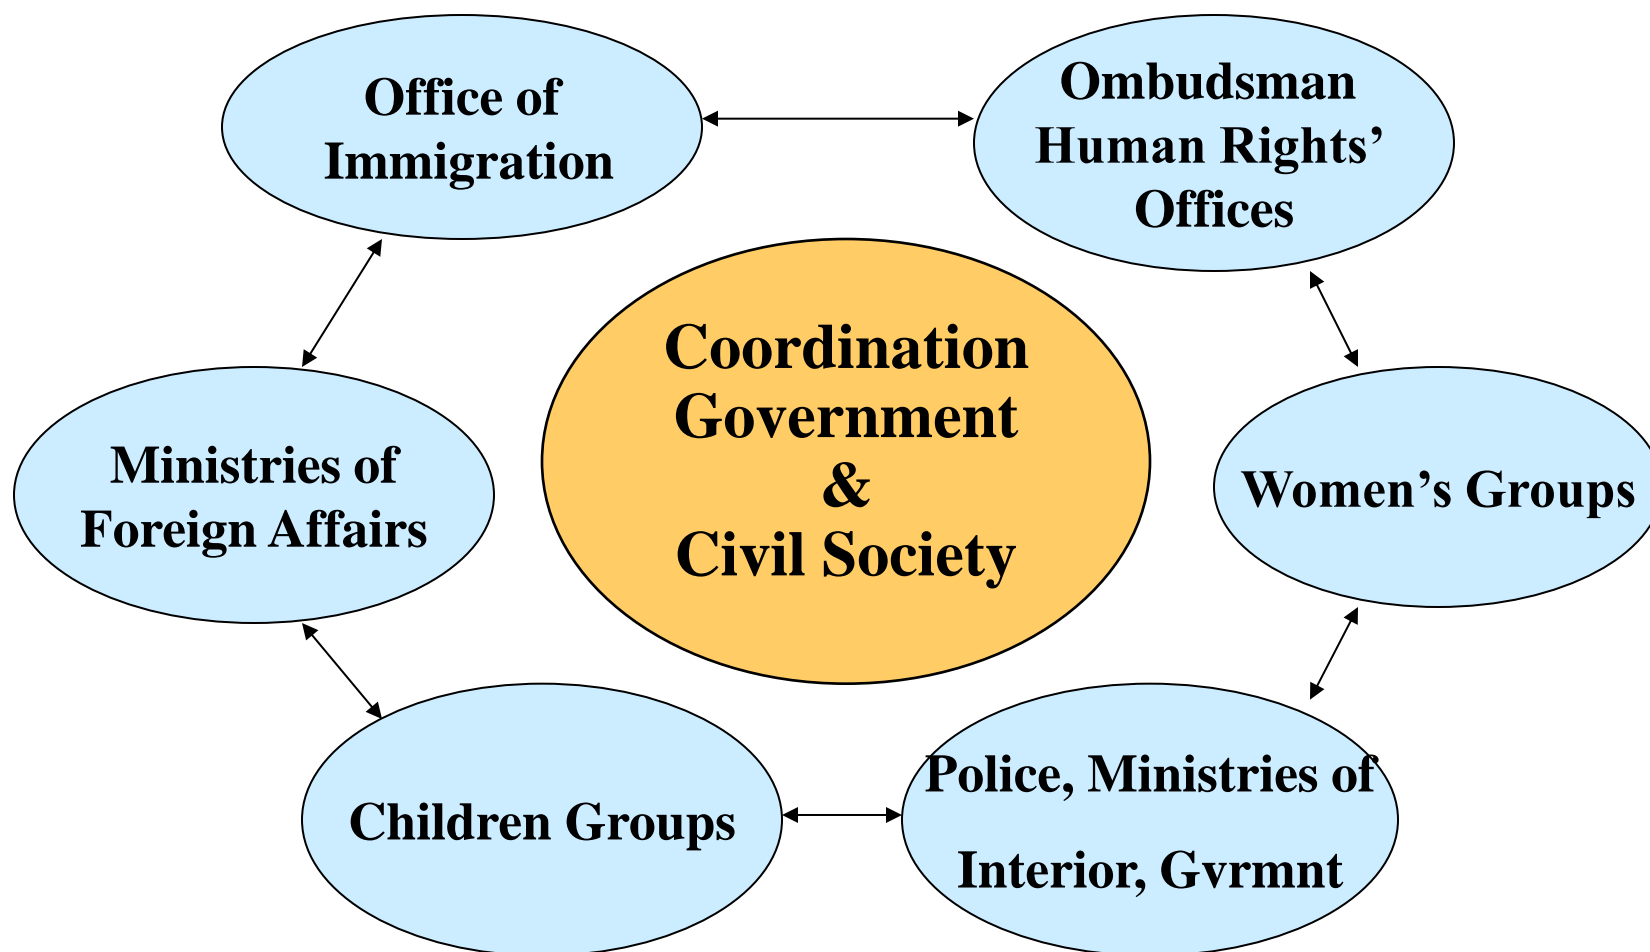 Office of
Immigration
Ombudsman
Human Rights’
Offices
Coordination
Government
&
Civil Society
Ministries of
Foreign Affairs
Women’s Groups
Children Groups
Police, Ministries of
Interior, Gvrmnt